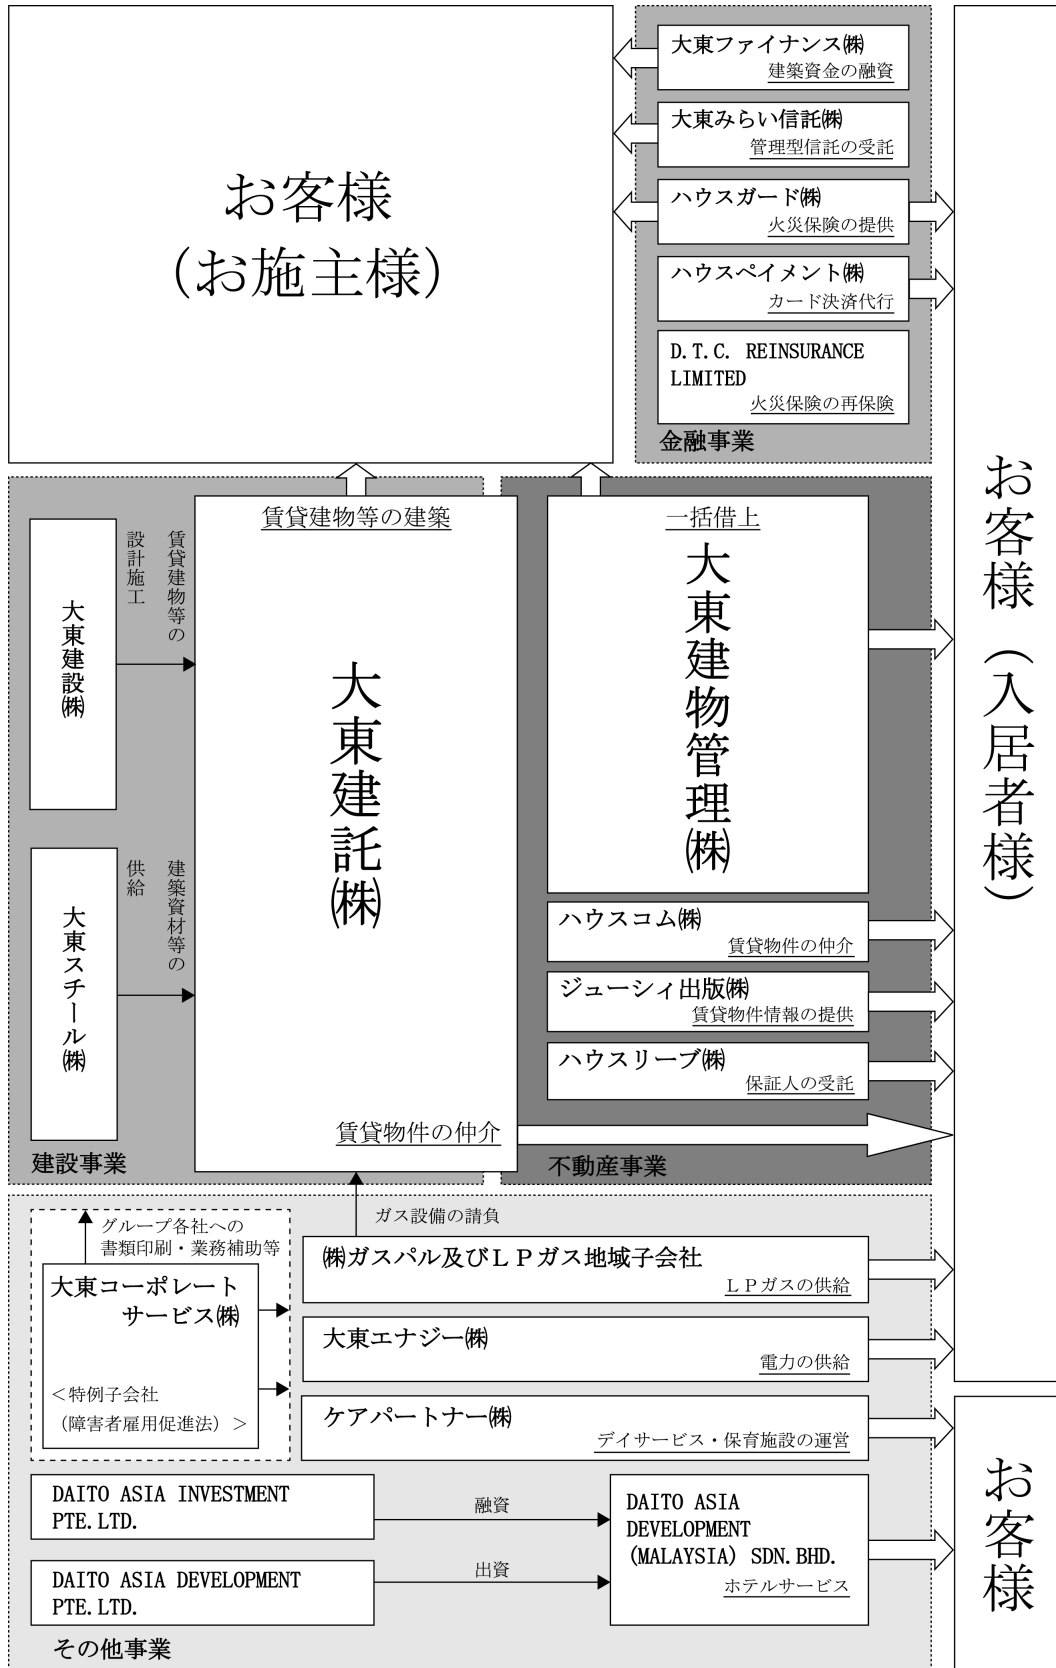 お客様
（お施主様）
大東ファイナンス㈱
建築資金の融資
大東みらい信託㈱
管理型信託の受託
ハウスガード㈱
火災保険の提供
ハウスペイメント㈱
カード決済代行
D.T.C. REINSURANCE
LIMITED
火災保険の再保険
金融事業
お客様（入居者様）
大東建設㈱
賃貸建物等の
設計施工
大東スチール㈱
建築資材等の
供給
賃貸建物等の建築
大東建託㈱
賃貸物件の仲介
建設事業
一括借上
大東建物管理㈱
ハウスコム㈱
賃貸物件の仲介
ジューシィ出版㈱
賃貸物件情報の提供
ハウスリーブ㈱
保証人の受託
不動産事業
グループ各社への
書類印刷・業務補助等
大東コーポレート
サービス㈱
＜特例子会社
（障害者雇用促進法）＞
ガス設備の請負
㈱ガスパル及びＬＰガス地域子会社
ＬＰガスの供給
大東エナジー㈱
電力の供給
ケアパートナー㈱
デイサービス・保育施設の運営
DAITO ASIA INVESTMENT
PTE.LTD.
融資
DAITO ASIA DEVELOPMENT
PTE.LTD.
出資
DAITO ASIA
DEVELOPMENT
(MALAYSIA) SDN.BHD.
ホテルサービス
その他事業
お客様